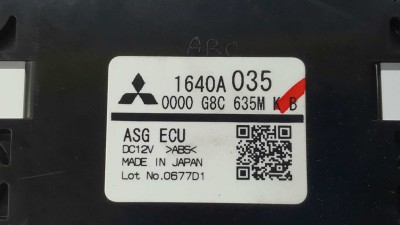 ABC
1640A 035
0000 G8C 635M K B
ASG ECU
DC12V >ABS<
MADE IN JAPAN
Lot No.0677D1